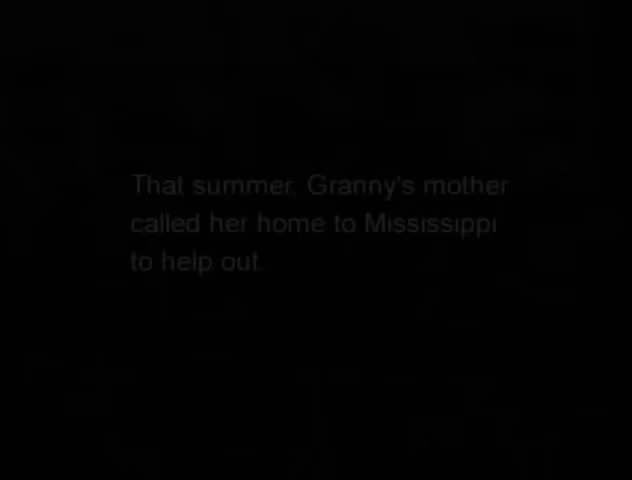 That summer, Granny's mother
called her home to Mississippi
to help out.